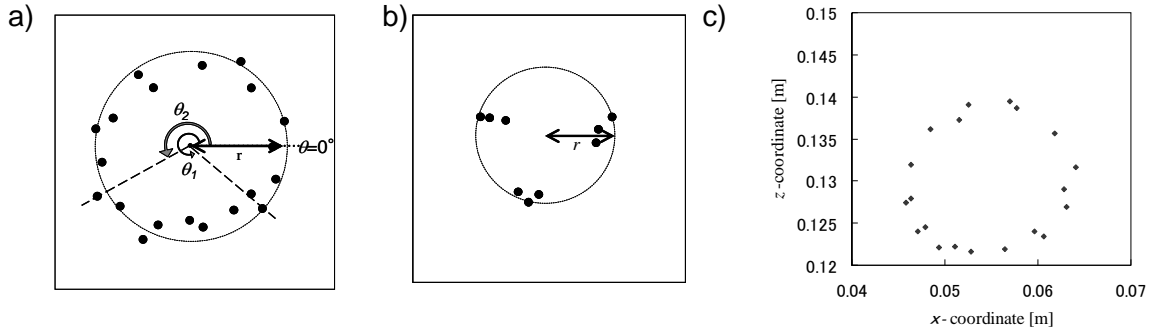 a)
θ2
r
θ=0°
θ1
b)
r
c)
0.15
0.145
0.14
0.135
0.13
0.125
0.12
z-coordinate [m]
0.04 0.05 0.06 0.07
x-coordinate [m]